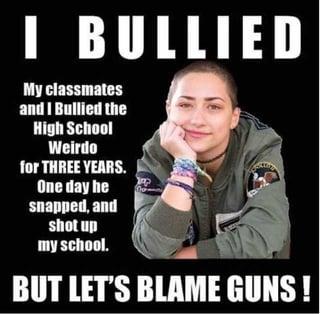 I BULLIED
My classmates
and I Bullied the
High School
Weirdo
for THREE YEARS.
One day he
snapped, and
shot up
my school.
BUT LET'S BLAME GUNS !